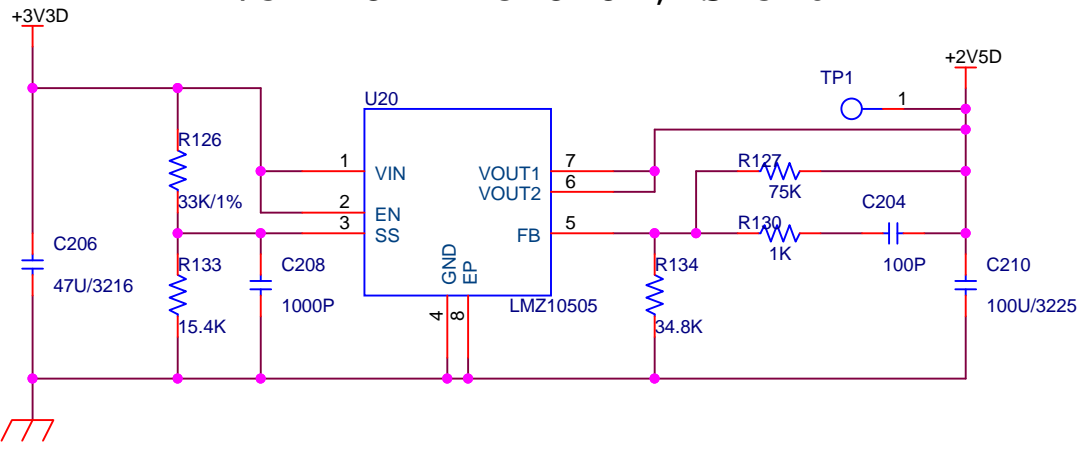 +3V3D
+2V5D
TP1
1
U20
R126
33K/1%
1
VIN
VOUT1
7
R127
75K
2
EN
VOUT2
6
3
SS
FB
5
R130
1K
C204
100P
C206
47U/3216
R133
15.4K
C208
1000P
GND
EP
4
8
LMZ10505
R134
34.8K
C210
100U/3225